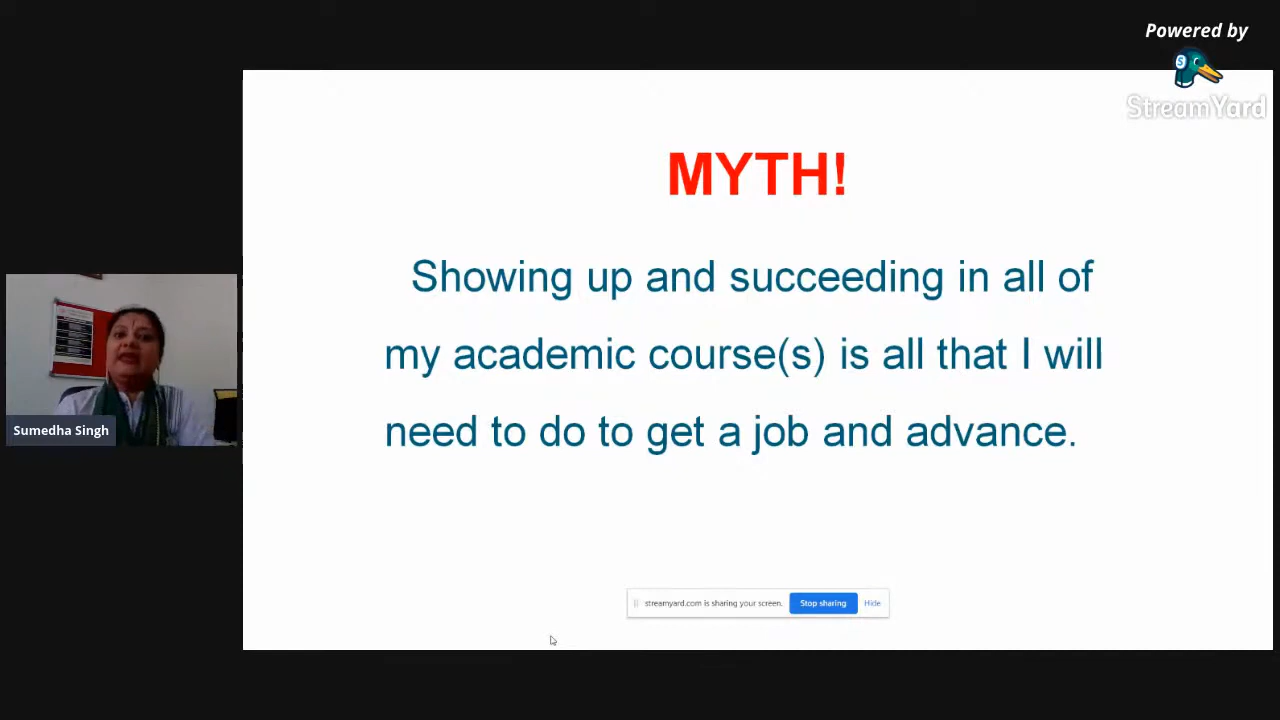 Powered by
StreamYard
MYTH!
Showing up and succeeding in all of
my academic course(s) is all that I will
need to do to get a job and advance.
Sumedha Singh
streamyard.com is sharing your screen. Stop sharing Hide